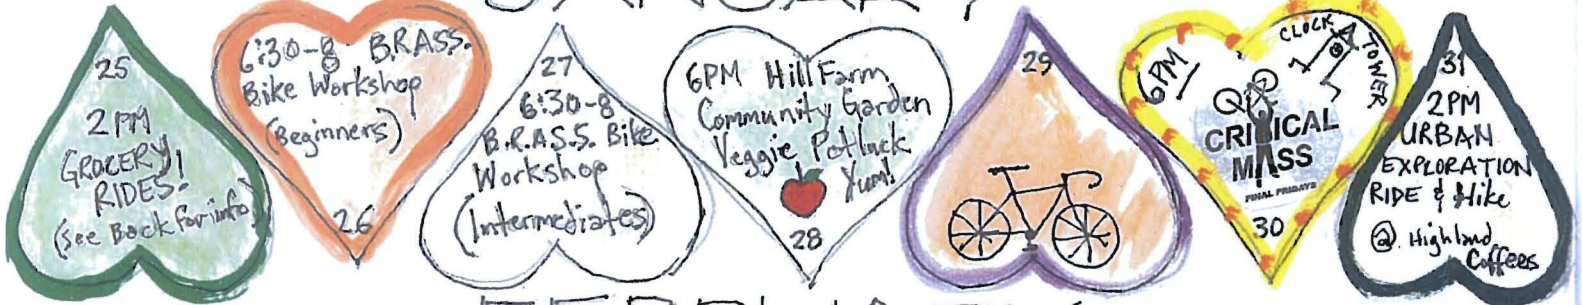 JANUARY
25
2PM
GROCERY
RIDES!
(see Back for info)
6:30-8 B.R.A.S.S.
Bike Workshop
(Beginners)
26
27
6:30-8
B.R.A.S.S. Bike
Workshop
(Intermediates)
6PM Hill Farm
Community Garden
Veggie Potluck
Yum!
28
29
6PM
CLOCK
TOWER
CRITICAL
MASS
FINAL FRIDAYS
30
31
2PM
URBAN
EXPLORATION
RIDE & Hike
@ Highland
Coffees